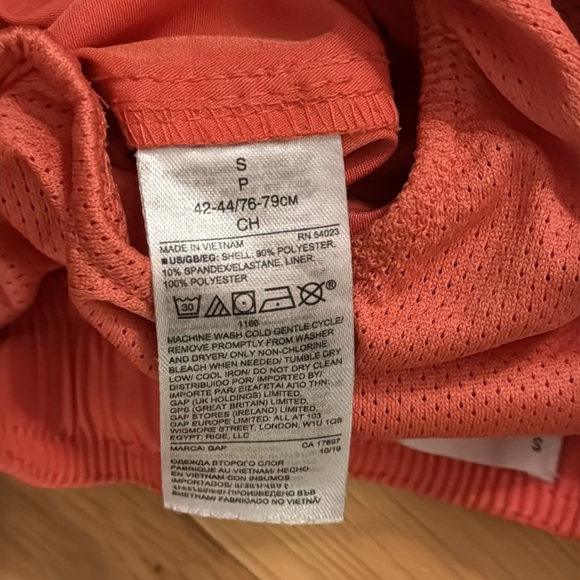 S
P
42-44/76-79CM
CH
MADE IN VIETNAM RN 54023
■US/GB/EG: SHELL: 90% POLYESTER,
10% SPANDEX/ELASTANE, LINER:
100% POLYESTER
30 ®
1166
MACHINE WASH COLD GENTLE CYCLE/
REMOVE PROMPTLY FROM WASHER
AND DRYER/ ONLY NON-CHLORINE
BLEACH WHEN NEEDED/ TUMBLE DRY
LOW/ COOL IRON/ DO NOT DRY CLEAN
DISTRIBUIDO POR/ IMPORTED BY/
IMPORTE PAR/ ΕΙΣΑΓΕΤΑΙ ΑΠΟ ΤΗΝ:
GAP (UK HOLDINGS) LIMITED,
GPS (GREAT BRITAIN) LIMITED,
GAP STORES (IRELAND) LIMITED,
GAP EUROPE LIMITED: ALL AT 103
WIGMORE STREET, LONDON, W1U 1QS
EGYPT: RIGE, LLC
MARCA: GAP CA 17897
10/19
ОДЕЖДА ВТОРОГО СЛОЯ
FABRIQUE AU VIETNAM/ HECHO
EN VIETNAM CON INSUMOS
IMPORTADOS/
VIETNAM/ ПРОИЗВЕДЕНО ВЪВ
S